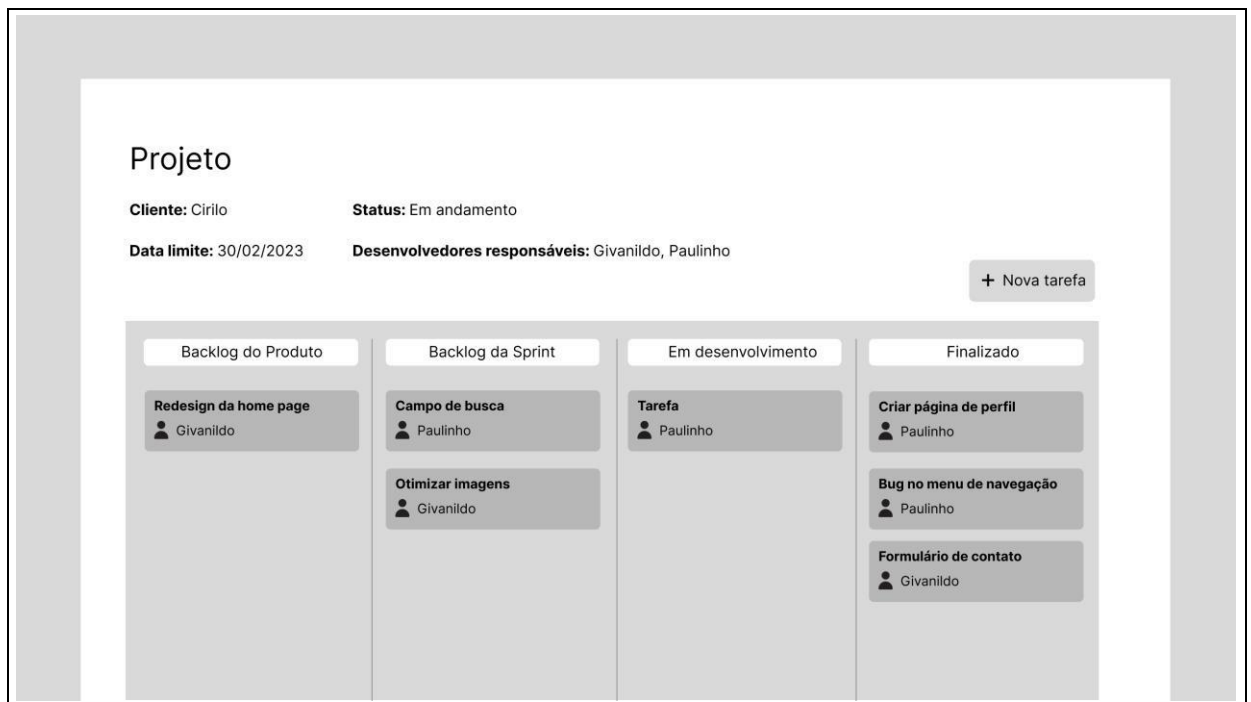 Projeto
Cliente: Cirilo
Status: Em andamento
Data limite: 30/02/2023
Desenvolvedores responsáveis: Givanildo, Paulinho
+ Nova tarefa
Backlog do Produto
Redesign da home page
Givanildo
Backlog da Sprint
Campo de busca
Paulinho
Otimizar imagens
Givanildo
Em desenvolvimento
Tarefa
Paulinho
Finalizado
Criar página de perfil
Paulinho
Bug no menu de navegação
Paulinho
Formulário de contato
Givanildo